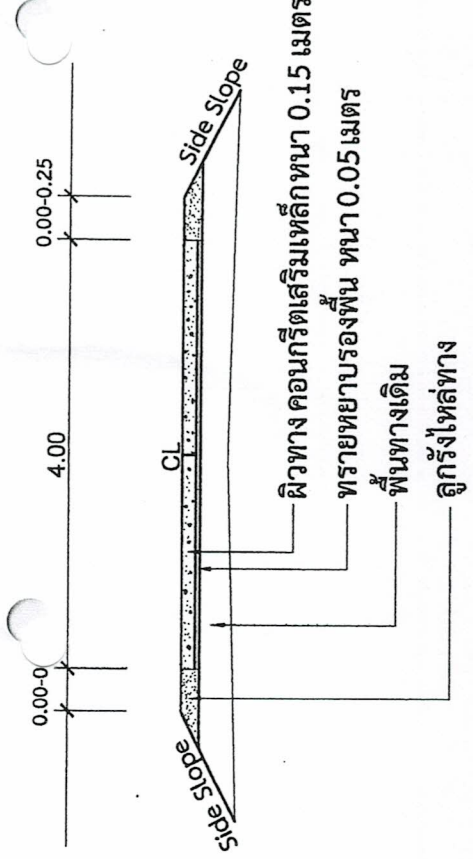 0.00-0
4.00
0.00-0.25
CL
Side Slope
Side Slope
ผิวทาง คอนกรีตเสริมเหล็กหนา 0.15 เมตร
ทรายหยาบรองพื้น หนา 0.05 เมตร
พื้นทางเดิม
ลูกรังไหล่ทาง